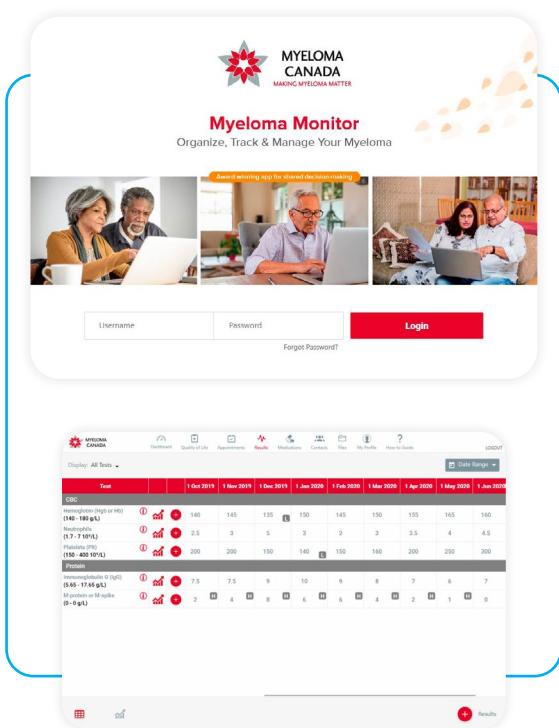 MYELOMA
CANADA
MAKING MYELOMA MATTER
Myeloma Monitor
Organize, Track & Manage Your Myeloma
Award winning app for shared decision-making
Username Password Login
Forgot Password?
MYELOMA
CANADA
Dashboard Quality of Life Appointments Results Medications Contacts Files My Profile How-to Guide LOGOUT
Display: All Tests Date Range
Test 1 Oct 2019 1 Nov 2019 1 Dec 2019 1 Jan 2020 1 Feb 2020 1 Mar 2020 1 Apr 2020 1 May 2020 1 Jun 2020
CBC
Hemoglobin (Hgb or Hb)
(140 - 180 g/L) 140 145 135 L 150 145 150 155 165 160
Neutrophils
(1.7 - 7 10⁹/L) 2.5 3 5 3 2 3 3.5 4 4.5
Platelets (Plt)
(150 - 400 10⁹/L) 200 200 150 140 L 150 160 200 250 300
Protein
Immunoglobulin G (IgG)
(5.65 - 17.65 g/L) 7.5 7.5 9 10 9 8 7 6 7
M-protein or M-spike
(0 - 0 g/L) 2 H 4 H 8 H 6 H 6 H 4 H 2 H 1 H 0
Results